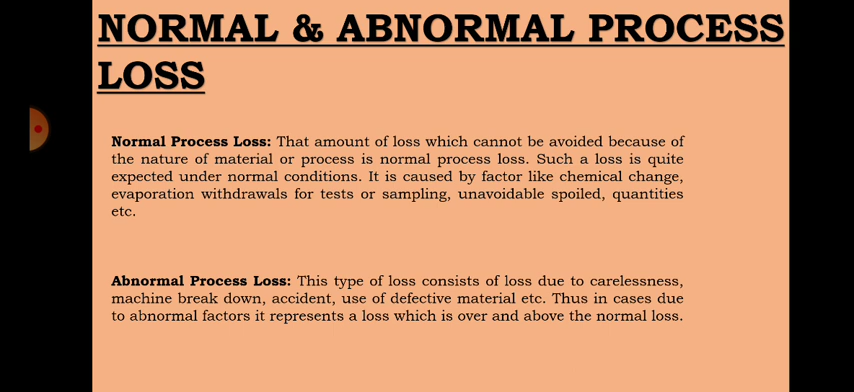 NORMAL & ABNORMAL PROCESS
LOSS
Normal Process Loss: That amount of loss which cannot be avoided because of
the nature of material or process is normal process loss. Such a loss is quite
expected under normal conditions. It is caused by factor like chemical change,
evaporation withdrawals for tests or sampling, unavoidable spoiled, quantities
etc.
Abnormal Process Loss: This type of loss consists of loss due to carelessness,
machine break down, accident, use of defective material etc. Thus in cases due
to abnormal factors it represents a loss which is over and above the normal loss.